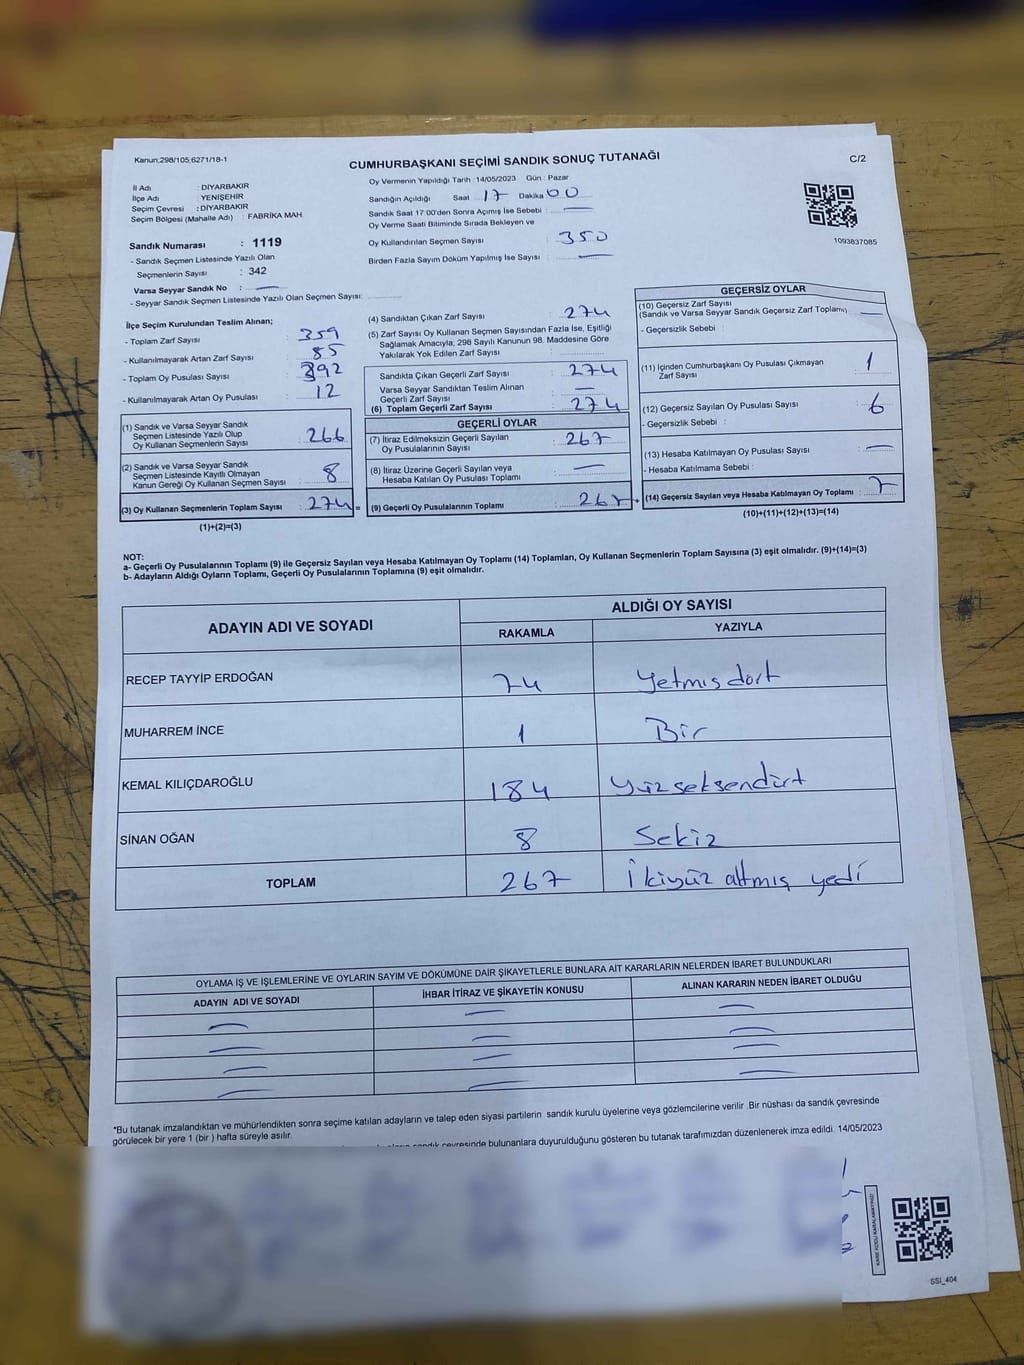 Kanun;298/105;6271/18-1
CUMHURBAŞKANI SEÇİMİ SANDIK SONUÇ TUTANAĞI
C/2
İl Adı : DİYARBAKIR
İlçe Adı : YENİŞEHİR
Seçim Çevresi : DİYARBAKIR
Seçim Bölgesi (Mahalle Adı) : FABRİKA MAH.
Sandık Numarası : 1119
- Sandık Seçmen Listesinde Yazılı Olan
Seçmenlerin Sayısı : 342
Varsa Seyyar Sandık No : —
- Seyyar Sandık Seçmen Listesinde Yazılı Olan Seçmen Sayısı:
Oy Vermenin Yapıldığı Tarih :14/05/2023 Gün : Pazar
Sandığın Açıldığı Saat 17 Dakika 00
Sandık Saat 17:00'den Sonra Açımış İse Sebebi : —
Oy Verme Saati Bitiminde Sırada Bekleyen ve
Oy Kullandırılan Seçmen Sayısı : 350
Birden Fazla Sayım Döküm Yapılmış İse Sayısı : —
1093837085
İlçe Seçim Kurulundan Teslim Alınan;
- Toplam Zarf Sayısı : 359
- Kullanılmayarak Artan Zarf Sayısı : 85
- Toplam Oy Pusulası Sayısı : 392
- Kullanılmayarak Artan Oy Pusulası : 12
(1) Sandık ve Varsa Seyyar Sandık
Seçmen Listesinde Yazılı Olup
Oy Kullanan Seçmenlerin Sayısı : 266
(2) Sandık ve Varsa Seyyar Sandık
Seçmen Listesinde Kayıtlı Olmayan
Kanun Gereği Oy Kullanan Seçmen Sayısı : 8
(3) Oy Kullanan Seçmenlerin Toplam Sayısı : 274 =
(1)+(2)=(3)
(4) Sandıktan Çıkan Zarf Sayısı : 274
(5) Zarf Sayısı Oy Kullanan Seçmen Sayısından Fazla İse, Eşitliği
Sağlamak Amacıyla, 298 Sayılı Kanunun 98. Maddesine Göre
Yakılarak Yok Edilen Zarf Sayısı :
Sandıkta Çıkan Geçerli Zarf Sayısı : 274
Varsa Seyyar Sandıktan Teslim Alınan
Geçerli Zarf Sayısı : —
(6) Toplam Geçerli Zarf Sayısı : 274
GEÇERLİ OYLAR
(7) İtiraz Edilmeksizin Geçerli Sayılan
Oy Pusulalarının Sayısı : 267
(8) İtiraz Üzerine Geçerli Sayılan veya
Hesaba Katılan Oy Pusulası Toplamı : —
(9) Geçerli Oy Pusulalarının Toplamı : 267 +
GEÇERSİZ OYLAR
(10) Geçersiz Zarf Sayısı
(Sandık ve Varsa Seyyar Sandık Geçersiz Zarf Toplamı) : —
- Geçersizlik Sebebi :
(11) İçinden Cumhurbaşkanı Oy Pusulası Çıkmayan
Zarf Sayısı : 1
(12) Geçersiz Sayılan Oy Pusulası Sayısı : 6
- Geçersizlik Sebebi :
(13) Hesaba Katılmayan Oy Pusulası Sayısı : —
- Hesaba Katılmama Sebebi :
(14) Geçersiz Sayılan veya Hesaba Katılmayan Oy Toplamı : 7
(10)+(11)+(12)+(13)=(14)
NOT:
a- Geçerli Oy Pusulalarının Toplamı (9) ile Geçersiz Sayılan veya Hesaba Katılmayan Oy Toplamı (14) Toplamları, Oy Kullanan Seçmenlerin Toplam Sayısına (3) eşit olmalıdır. (9)+(14)=(3)
b- Adayların Aldığı Oyların Toplamı, Geçerli Oy Pusulalarının Toplamına (9) eşit olmalıdır.
ADAYIN ADI VE SOYADI
ALDIĞI OY SAYISI
RAKAMLA YAZIYLA
RECEP TAYYİP ERDOĞAN 74 Yetmişdört
MUHARREM İNCE 1 Bir
KEMAL KILIÇDAROĞLU 184 Yüzseksendört
SİNAN OĞAN 8 Sekiz
TOPLAM 267 İkiyüz altmış yedi
OYLAMA İŞ VE İŞLEMLERİNE VE OYLARIN SAYIM VE DÖKÜMÜNE DAİR ŞİKAYETLERLE BUNLARA AİT KARARLARIN NELERDEN İBARET BULUNDUKLARI
ADAYIN ADI VE SOYADI İHBAR İTİRAZ VE ŞİKAYETİN KONUSU ALINAN KARARIN NEDEN İBARET OLDUĞU
*Bu tutanak imzalandıktan ve mühürlendikten sonra seçime katılan adayların ve talep eden siyasi partilerin sandık kurulu üyelerine veya gözlemcilerine verilir .Bir nüshası da sandık çevresinde
görülecek bir yere 1 (bir ) hafta süreyle asılır.
sandık çevresinde bulunanlara duyurulduğunu gösteren bu tutanak tarafımızdan düzenlenerek imza edildi. 14/05/2023
KARE KODU KARALAMAYINIZ!
SSI_404